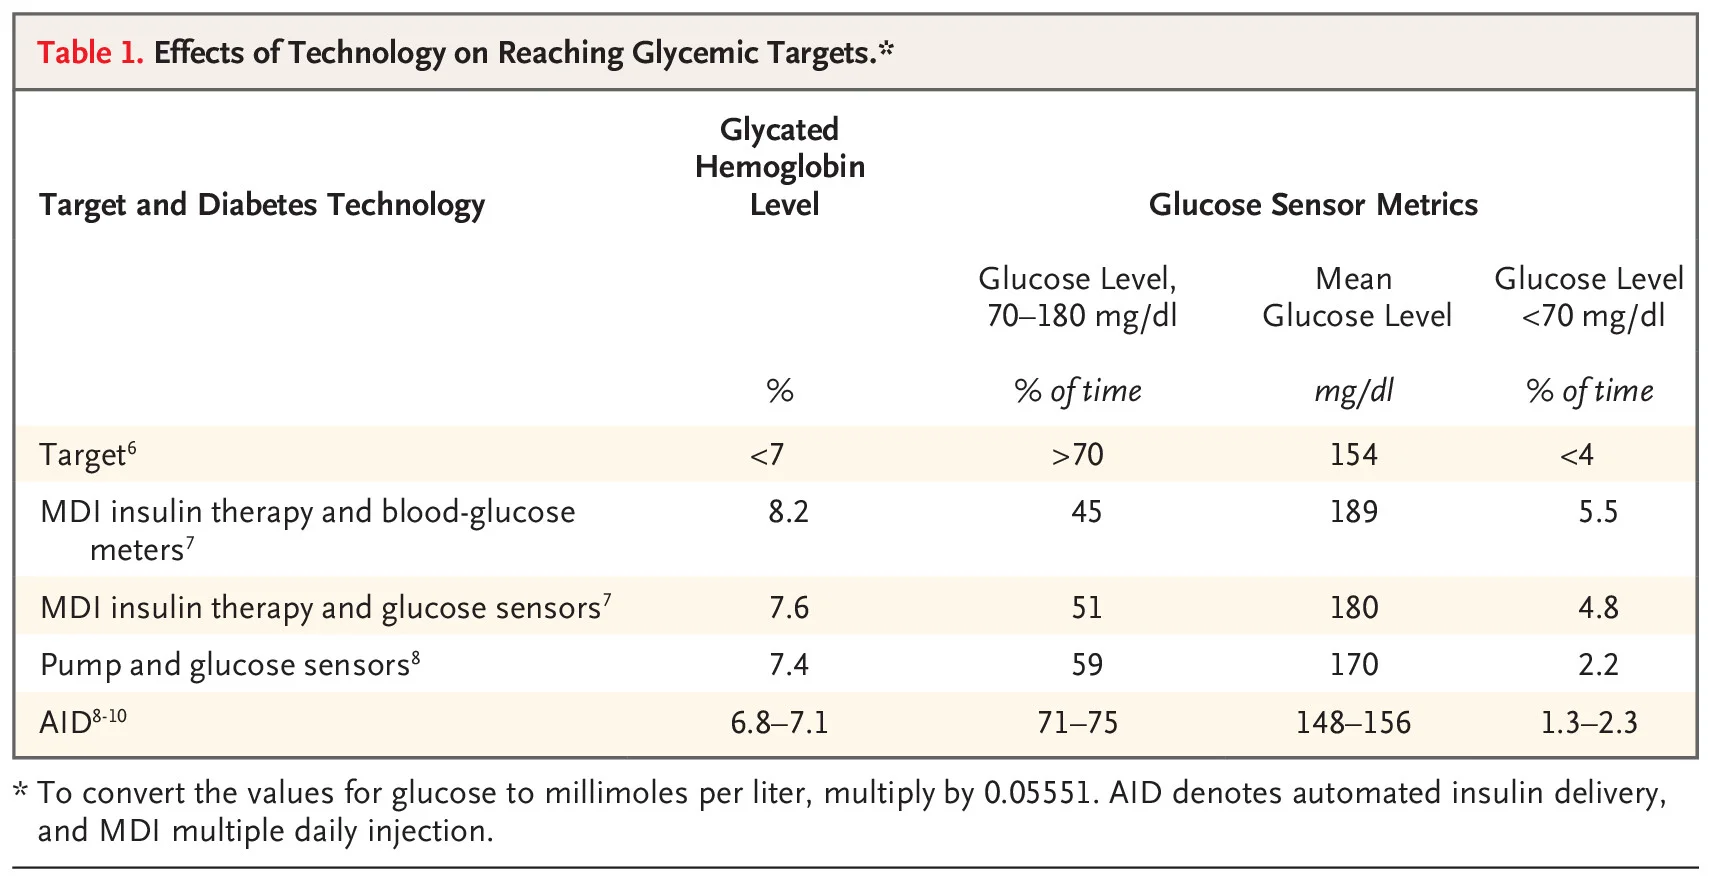 Table 1. Effects of Technology on Reaching Glycemic Targets.*
Target and Diabetes Technology
Glycated
Hemoglobin
Level
Glucose Sensor Metrics
Glucose Level,
70–180 mg/dl
Mean
Glucose Level
Glucose Level
<70 mg/dl
% % of time mg/dl % of time
Target6 <7 >70 154 <4
MDI insulin therapy and blood-glucose 8.2 45 189 5.5
meters7
MDI insulin therapy and glucose sensors7 7.6 51 180 4.8
Pump and glucose sensors8 7.4 59 170 2.2
AID8-10 6.8–7.1 71–75 148–156 1.3–2.3
* To convert the values for glucose to millimoles per liter, multiply by 0.05551. AID denotes automated insulin delivery,
and MDI multiple daily injection.